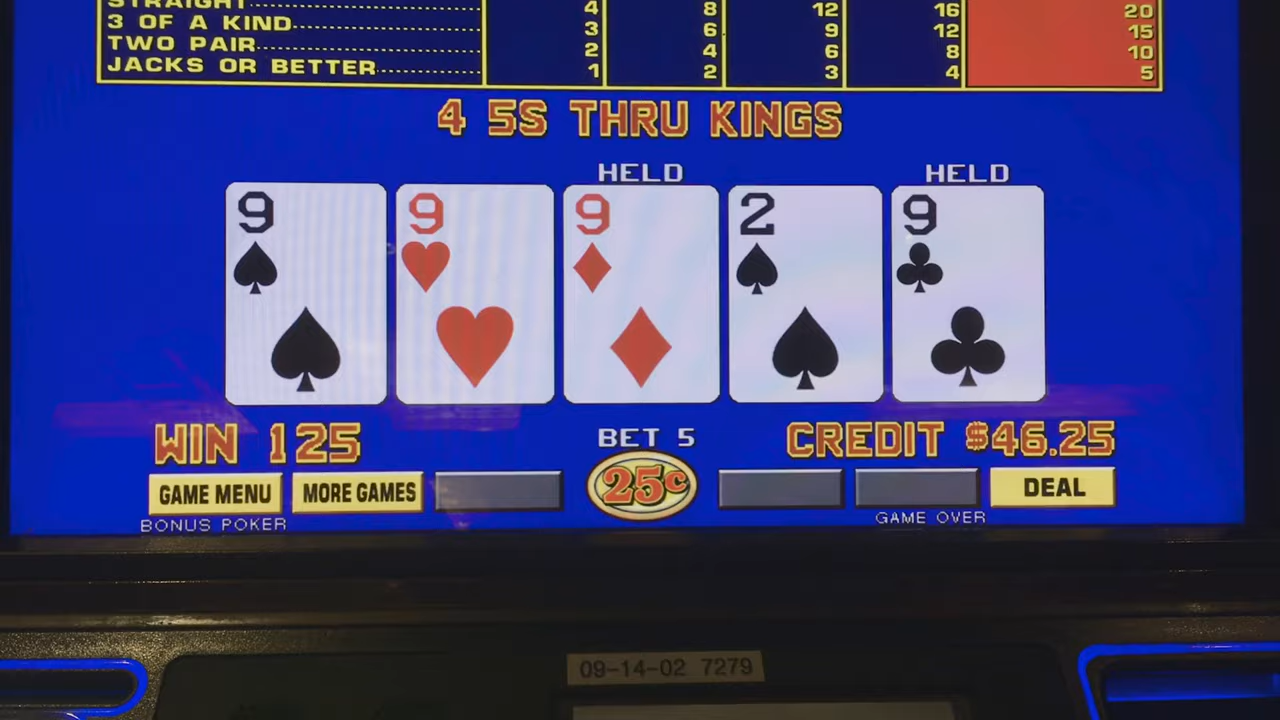 STRAIGHT 4 8 12 16 20
3 OF A KIND 3 6 9 12 15
TWO PAIR 2 4 6 8 10
JACKS OR BETTER 1 2 3 4 5
4 5S THRU KINGS
HELD HELD
9 9 9 2 9
WIN 125 BET 5 CREDIT $46.25
GAME MENU MORE GAMES 25¢ DEAL
BONUS POKER GAME OVER
09-14-02 7279